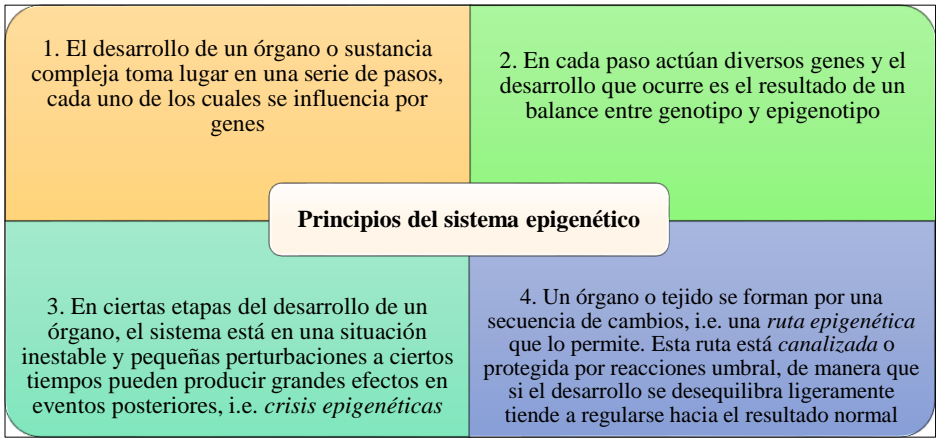 1. El desarrollo de un órgano o sustancia
compleja toma lugar en una serie de pasos,
cada uno de los cuales se influencia por
genes
2. En cada paso actúan diversos genes y el
desarrollo que ocurre es el resultado de un
balance entre genotipo y epigenotipo
Principios del sistema epigenético
3. En ciertas etapas del desarrollo de un
órgano, el sistema está en una situación
inestable y pequeñas perturbaciones a ciertos
tiempos pueden producir grandes efectos en
eventos posteriores, i.e. crisis epigenéticas
4. Un órgano o tejido se forman por una
secuencia de cambios, i.e. una ruta epigenética
que lo permite. Esta ruta está canalizada o
protegida por reacciones umbral, de manera que
si el desarrollo se desequilibra ligeramente
tiende a regularse hacia el resultado normal